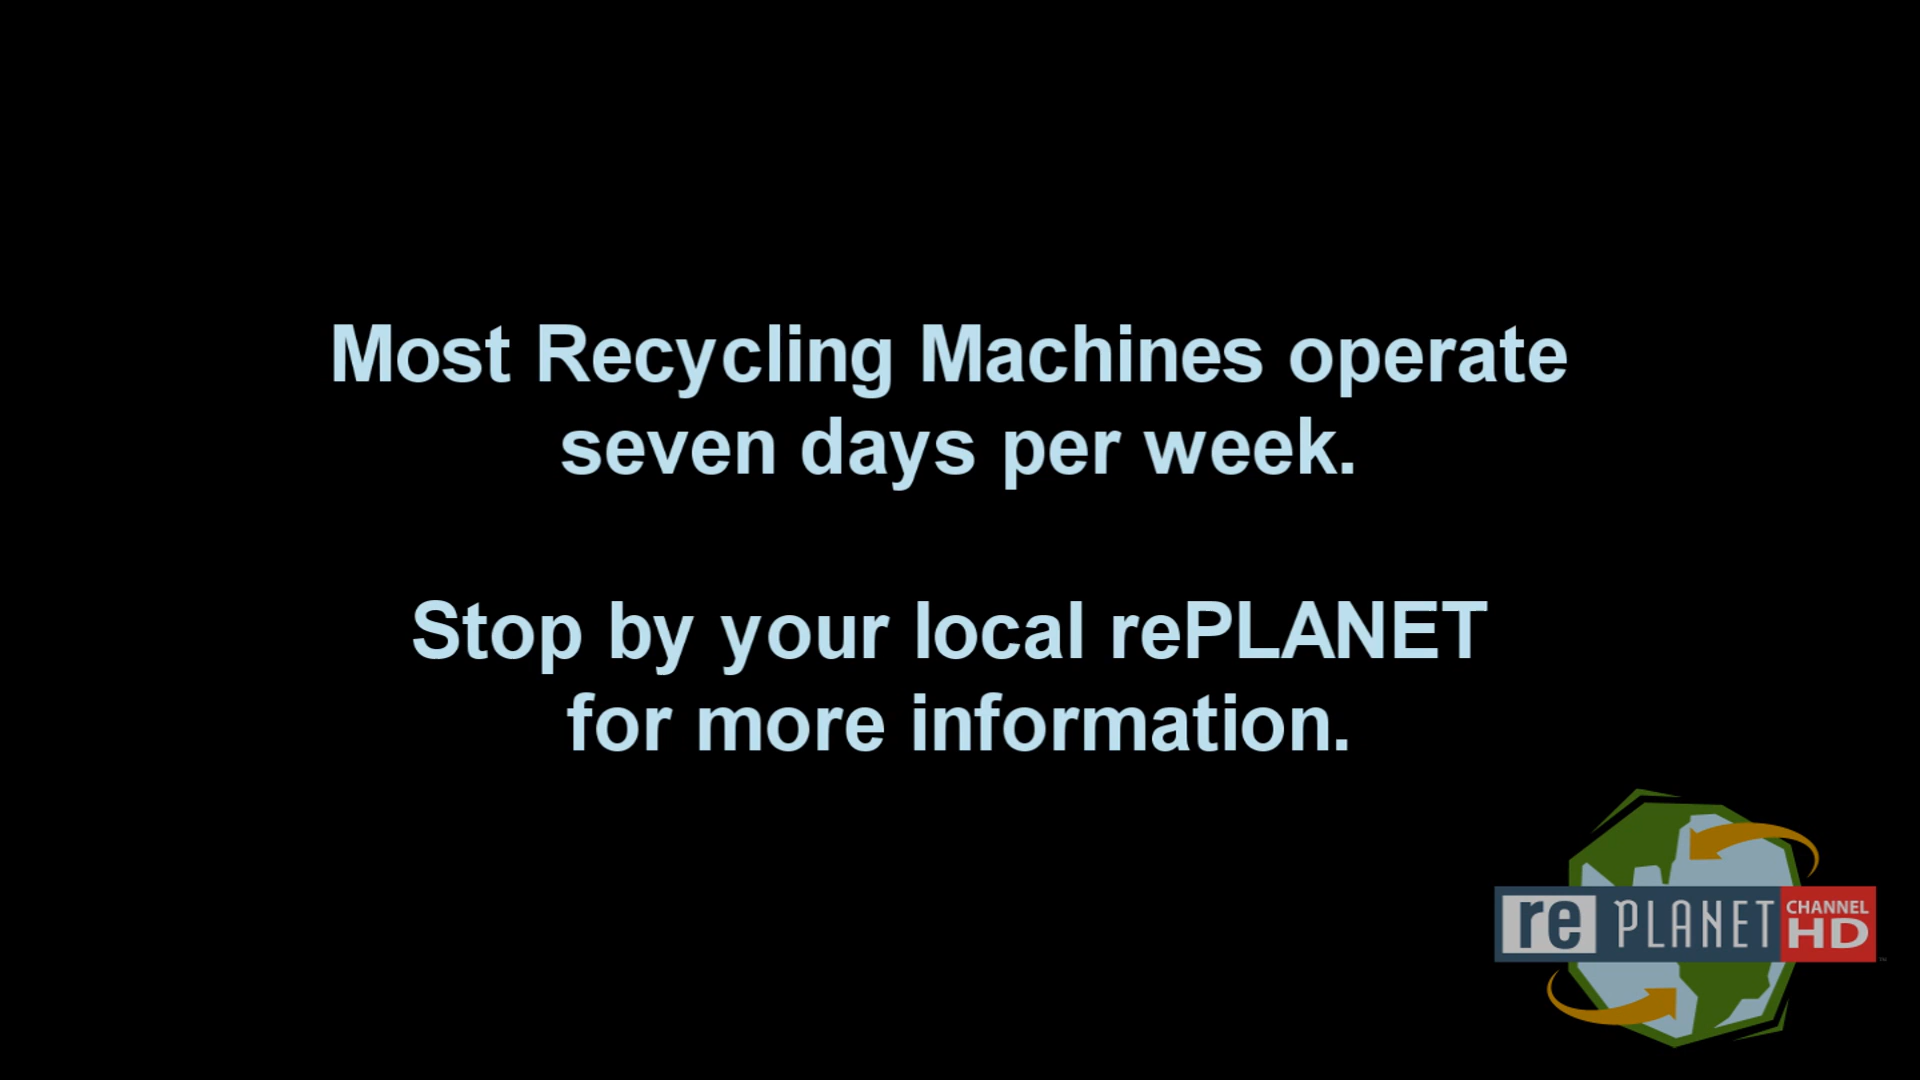 Most Recycling Machines operate
seven days per week.
Stop by your local rePLANET
for more information.
re PLANET CHANNEL HD ™